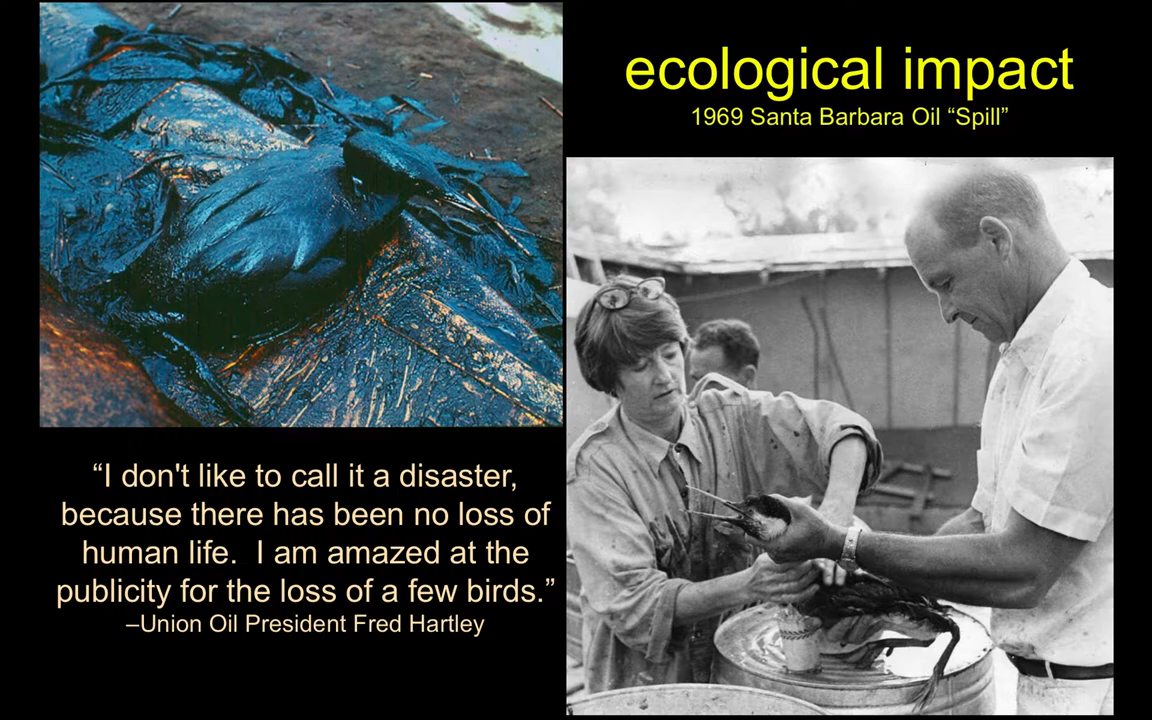 ecological impact
1969 Santa Barbara Oil “Spill”
“I don't like to call it a disaster,
because there has been no loss of
human life.  I am amazed at the
publicity for the loss of a few birds.”
–Union Oil President Fred Hartley